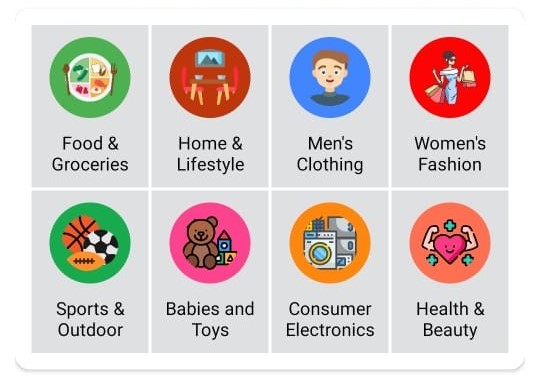 Food &
Groceries
Home &
Lifestyle
Men's
Clothing
Women's
Fashion
Sports &
Outdoor
Babies and
Toys
Consumer
Electronics
Health &
Beauty